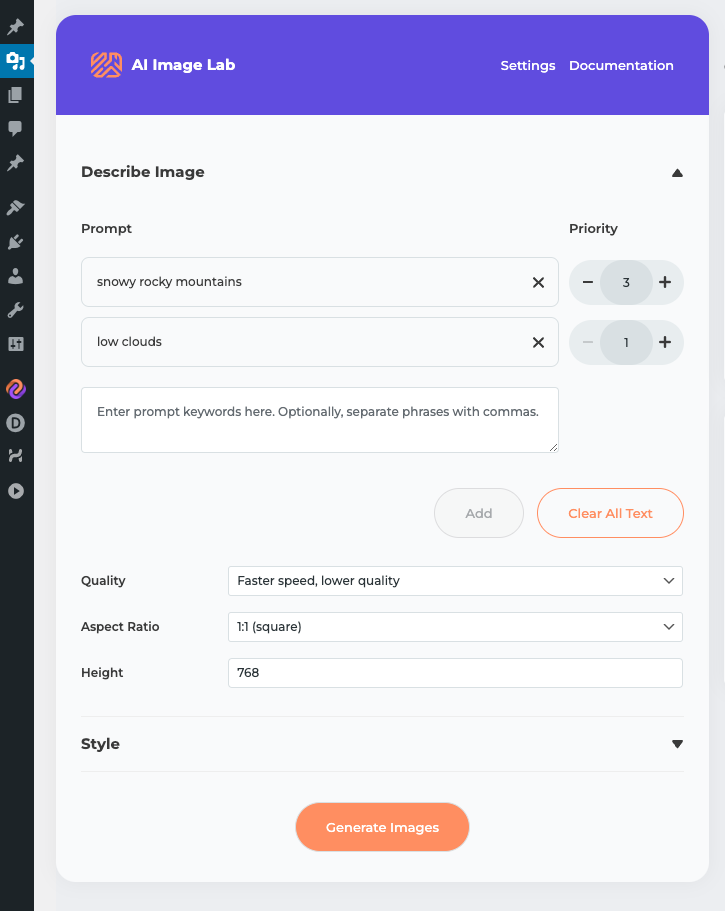 AI Image Lab
Settings Documentation
Describe Image
Prompt Priority
snowy rocky mountains 3
low clouds 1
Enter prompt keywords here. Optionally, separate phrases with commas.
Add Clear All Text
Quality Faster speed, lower quality
Aspect Ratio 1:1 (square)
Height 768
Style
Generate Images
D